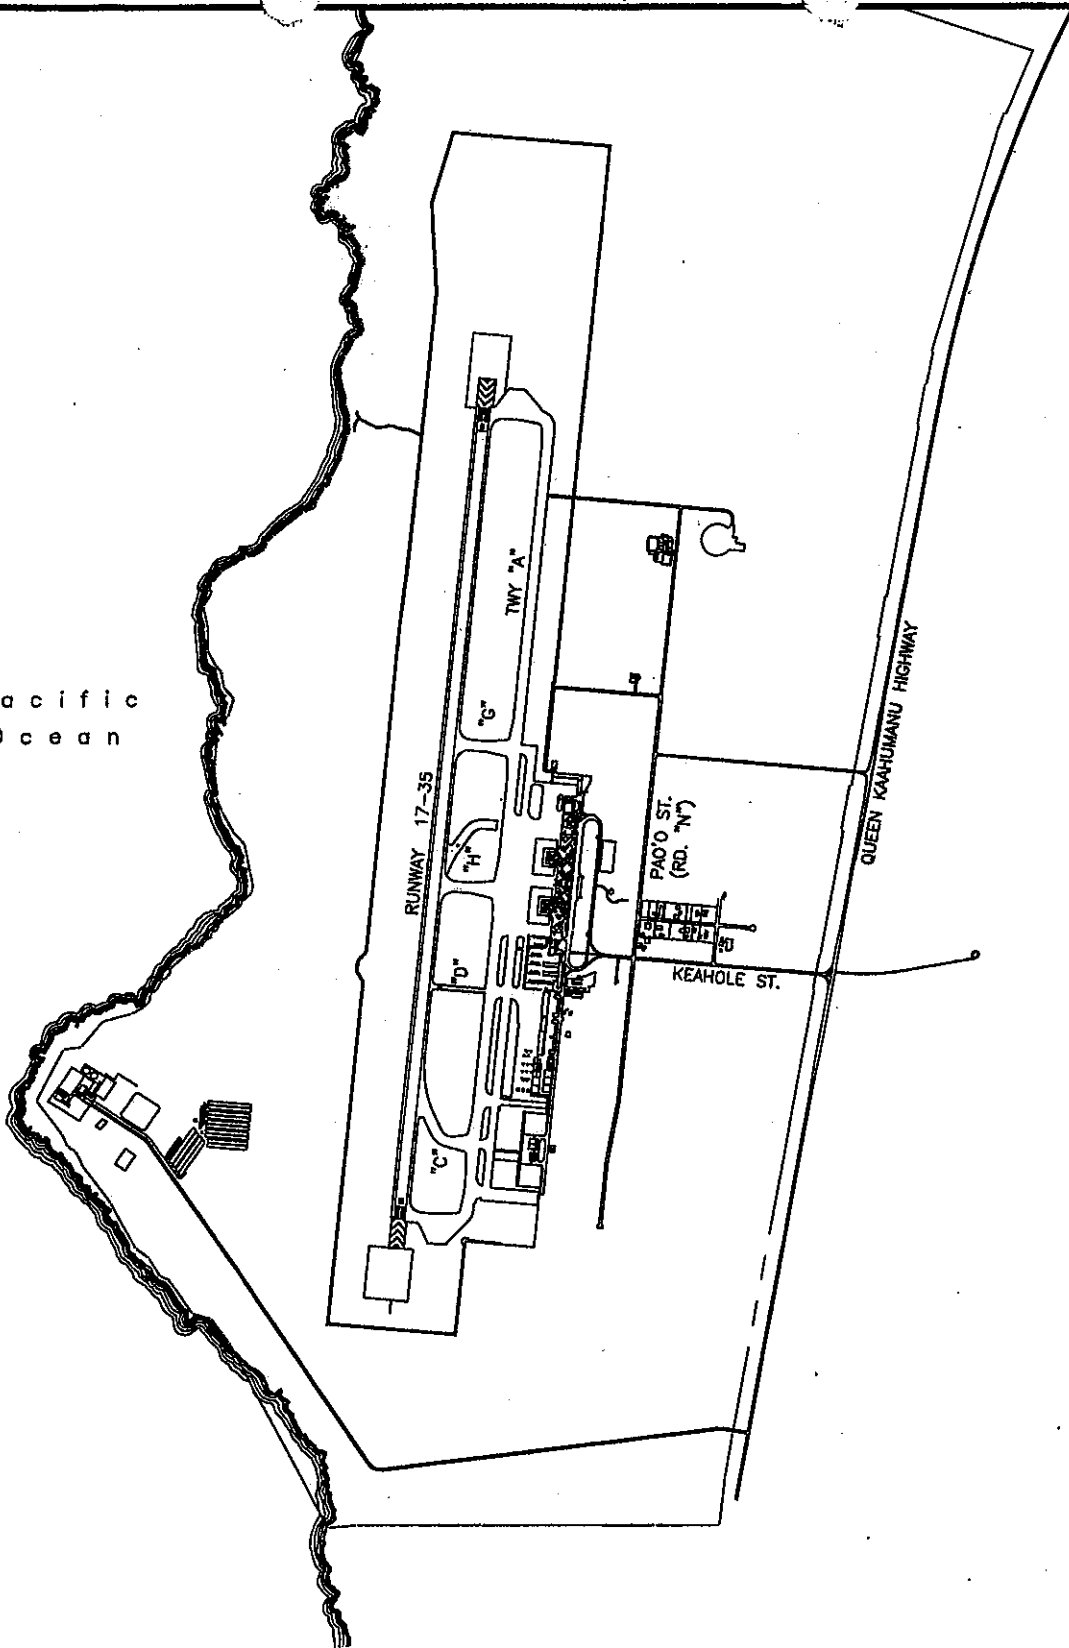 TWY "A"
acific
cean
"G"
RUNWAY 17-35
"H"
PAO'O ST.
(RD. "N")
QUEEN KAAHUMANU HIGHWAY
"D"
KEAHOLE ST.
"C"